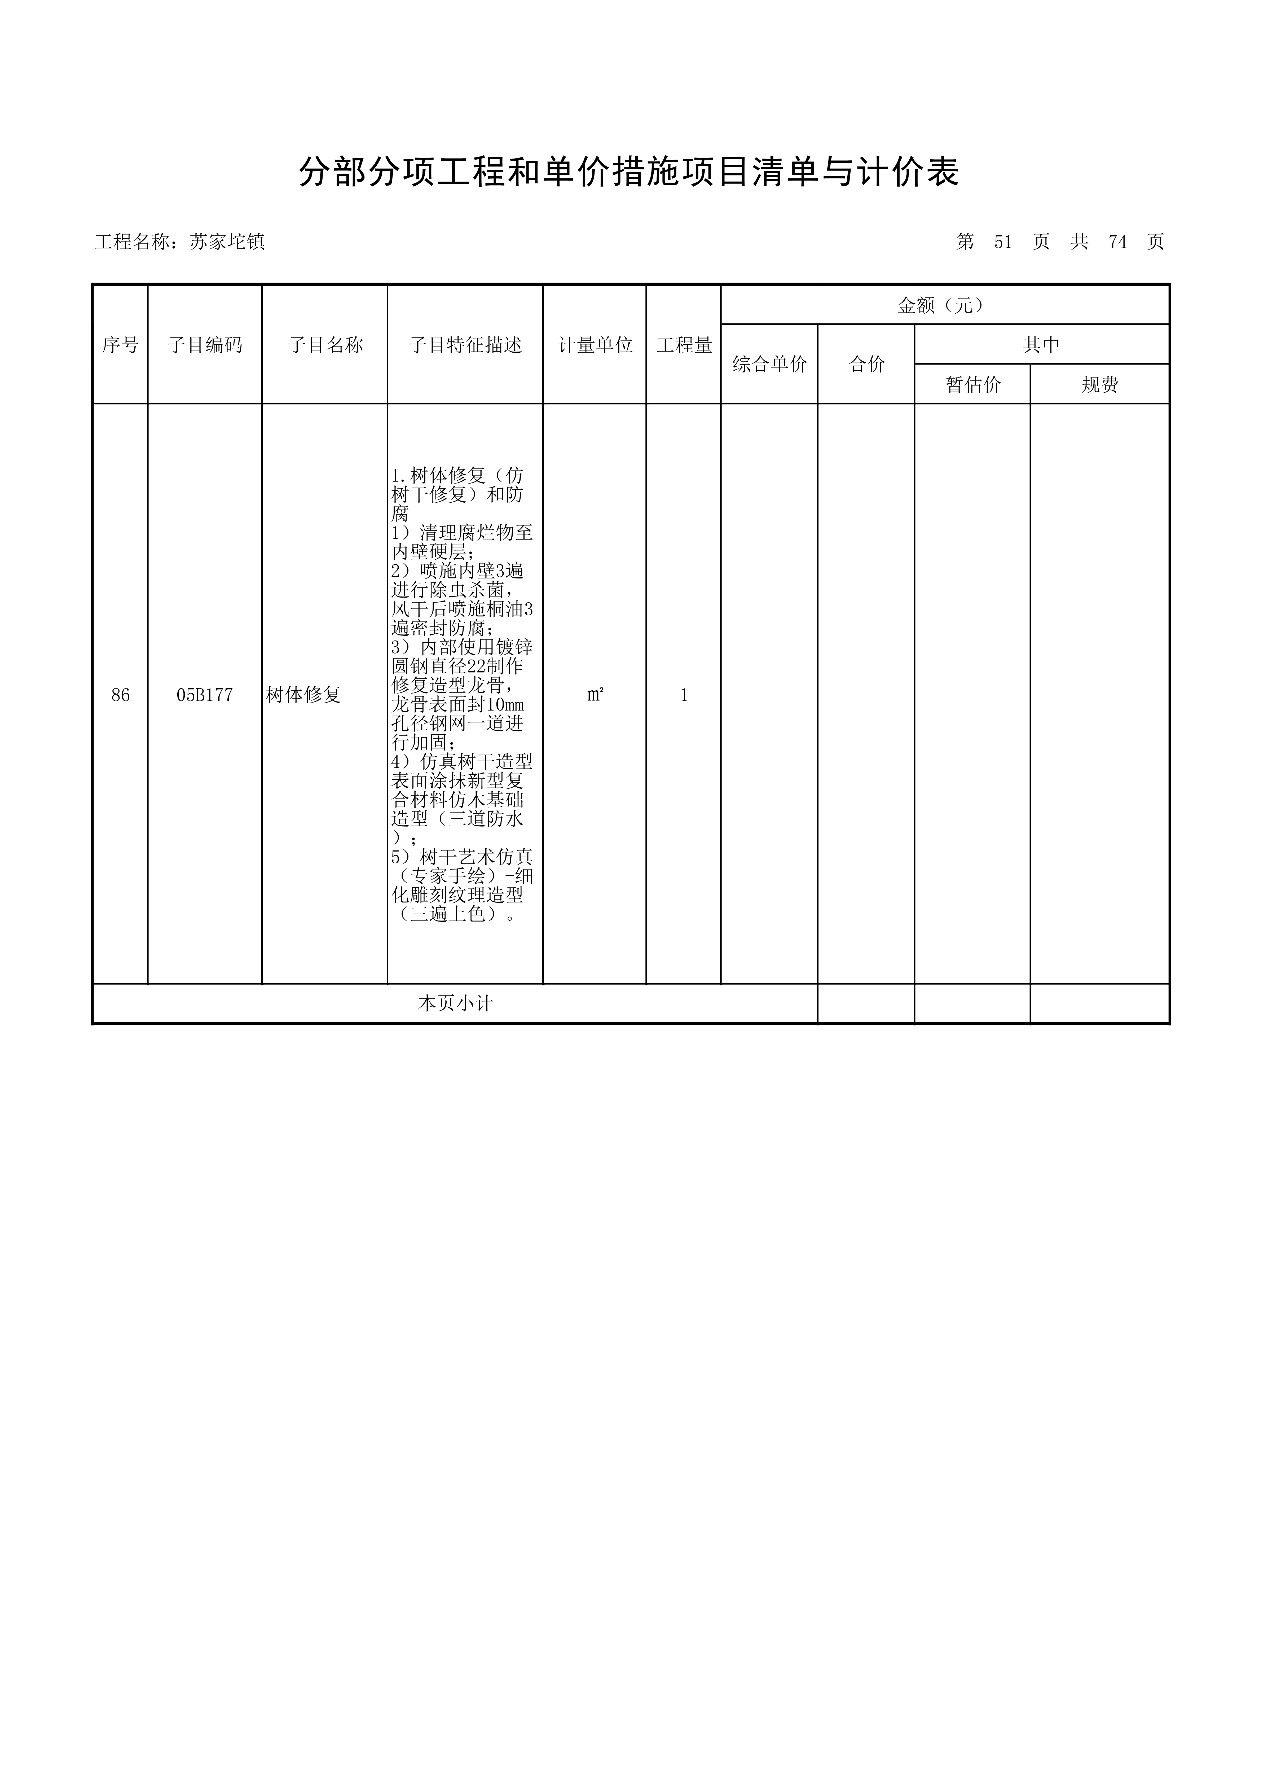 分部分项工程和单价措施项目清单与计价表
工程名称：苏家坨镇
第 51 页 共 74 页
序号 子目编码 子目名称 子目特征描述 计量单位 工程量 金额（元）
综合单价 合价 其中
暂估价 规费
86 05B177 树体修复
1.树体修复（仿
树干修复）和防
腐
1）清理腐烂物至
内壁硬层；
2）喷施内壁3遍
进行除虫杀菌，
风干后喷施桐油3
遍密封防腐；
3）内部使用镀锌
圆钢直径22制作
修复造型龙骨，
龙骨表面封10mm
孔径钢网一道进
行加固；
4）仿真树干造型
表面涂抹新型复
合材料仿木基础
造型（三道防水
）；
5）树干艺术仿真
（专家手绘）-细
化雕刻纹理造型
（三遍上色）。
m² 1
本页小计